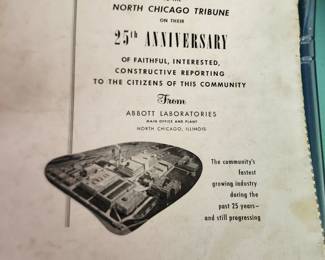 TO THE
NORTH CHICAGO TRIBUNE
ON THEIR
25th ANNIVERSARY
OF FAITHFUL, INTERESTED,
CONSTRUCTIVE REPORTING
TO THE CITIZENS OF THIS COMMUNITY
From
ABBOTT LABORATORIES
MAIN OFFICE AND PLANT
NORTH CHICAGO, ILLINOIS
The community's
fastest
growing industry
during the
past 25 years—
and still progressing